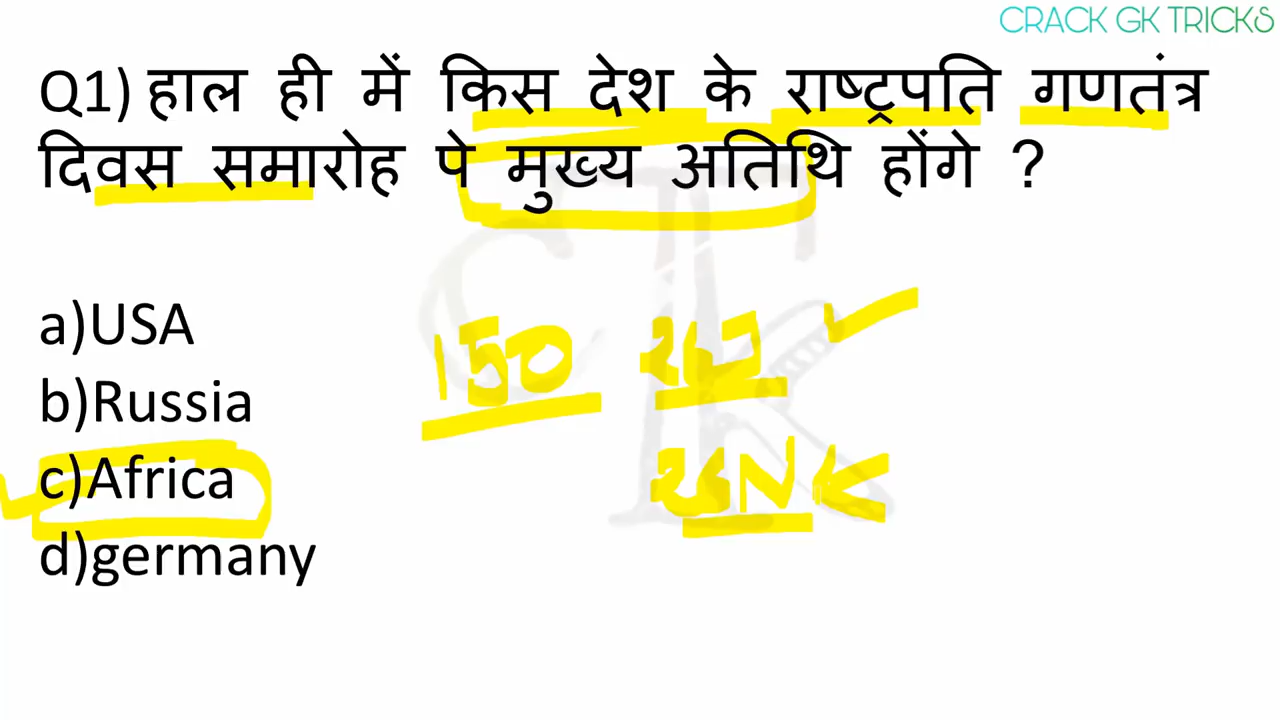 CRACK GK TRICKS
Q1) हाल ही में किस देश के राष्ट्रपति गणतंत्र
दिवस समारोह पे मुख्य अतिथि होंगे ?
a)USA
b)Russia
150
c)Africa
d)germany